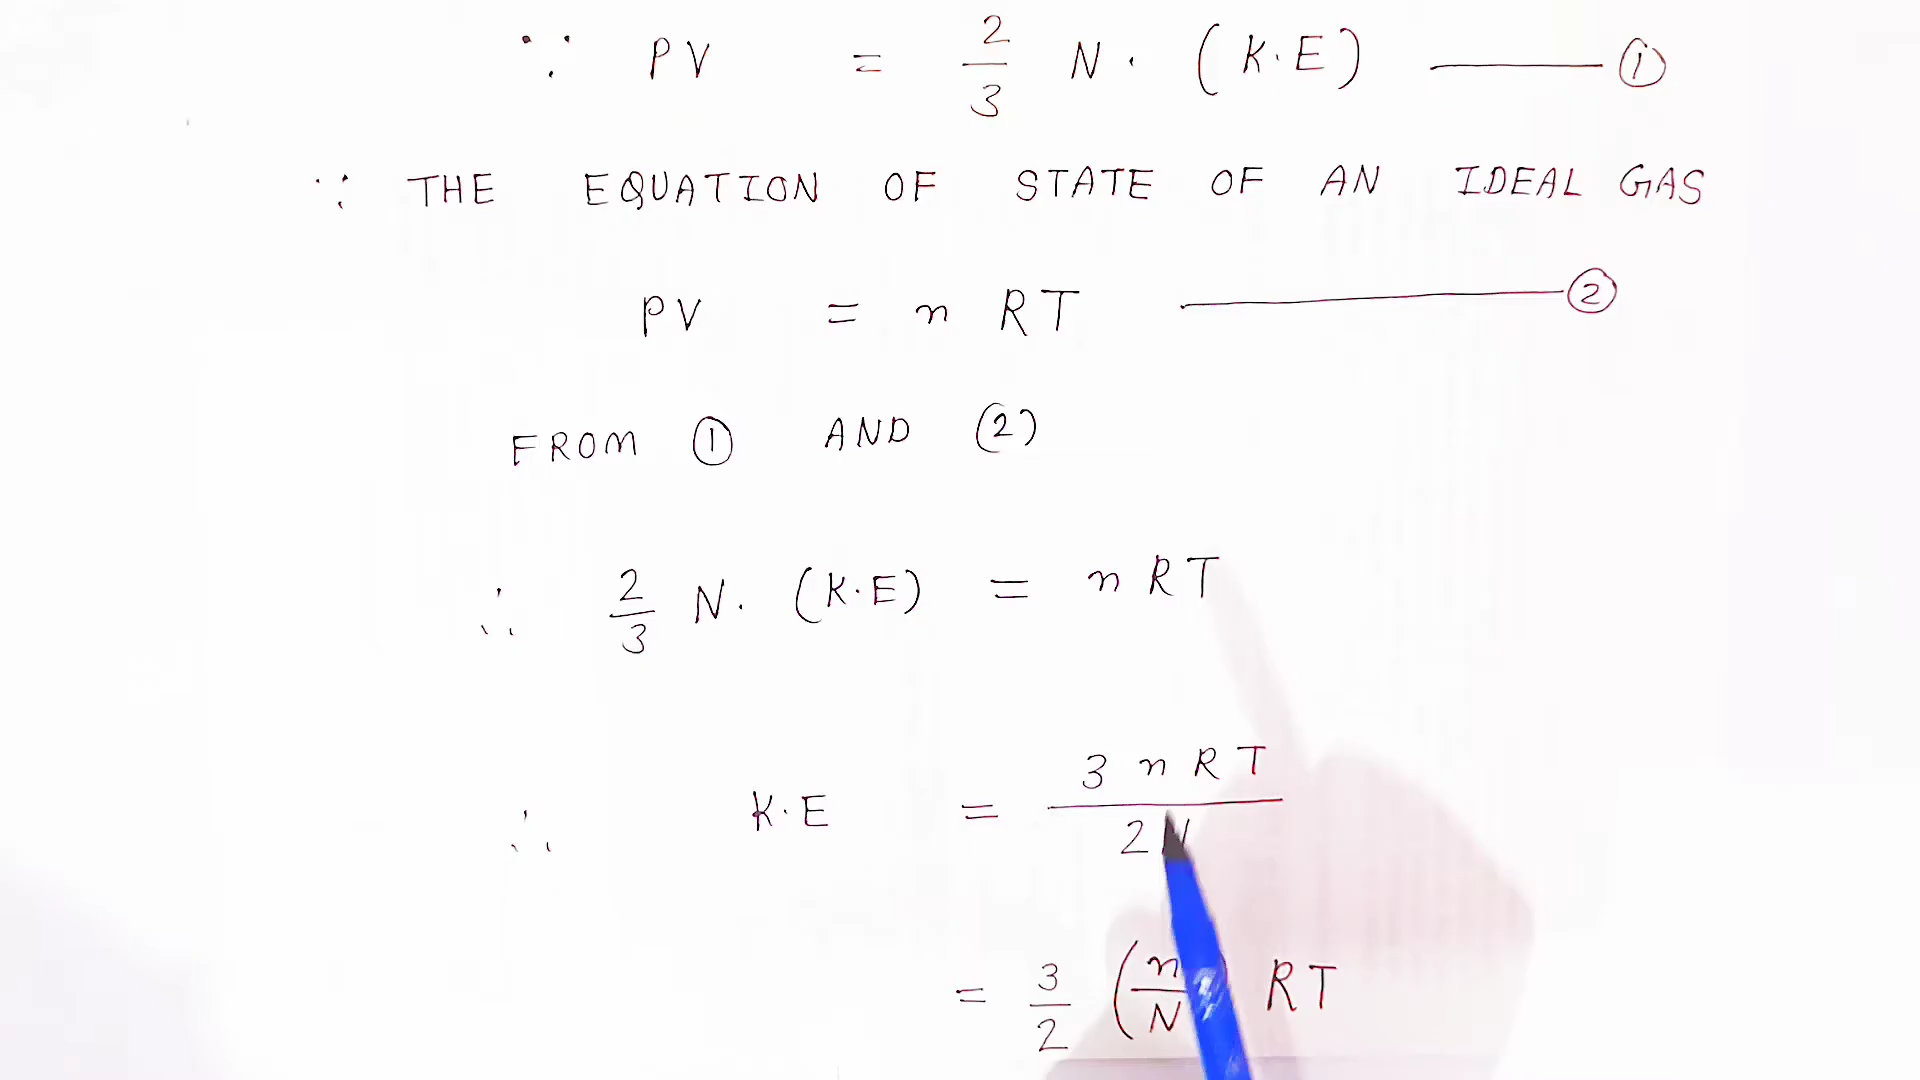 ∵ PV = 2/3 N. (K.E) ——— ①
∵ THE EQUATION OF STATE OF AN IDEAL GAS
PV = n RT ——— ②
FROM ① AND (2)
∴ 2/3 N. (K.E) = n RT
∴ K.E = 3 n RT / 2N
= 3/2 (n/N) RT